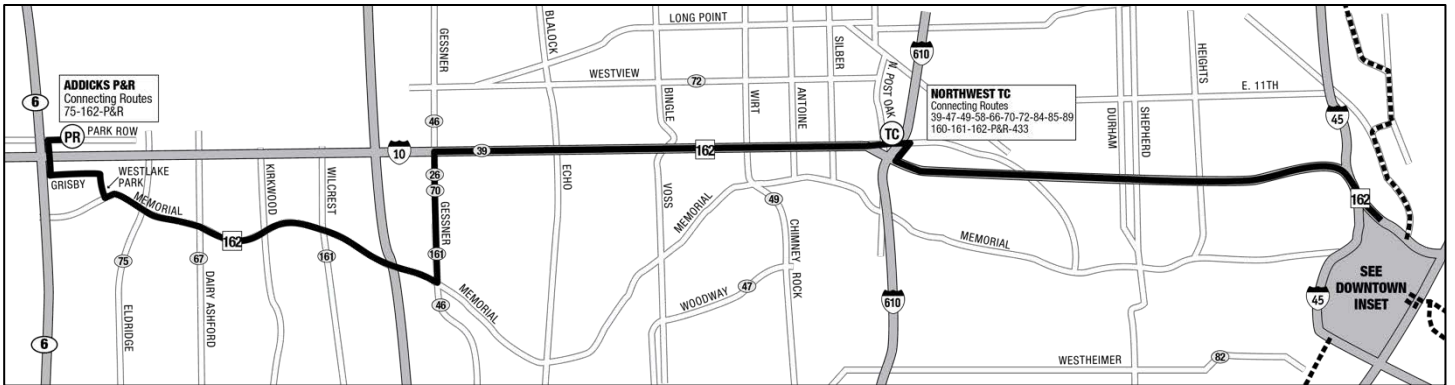 6
ADDICKS P&R
Connecting Routes
75-162-P&R
PR
PARK ROW
GRISBY
WESTLAKE
PARK
MEMORIAL
162
KIRKWOOD
WILCREST
67
161
75
DAIRY ASHFORD
ELDRIDGE
6
10
GESSNER
46
39
26
70
GESSNER
161
46
MEMORIAL
BLALOCK
LONG POINT
WESTVIEW
72
BINGLE
WIRT
ANTOINE
SILBER
N. POST OAK
610
162
ECHO
VOSS
MEMORIAL
49
CHIMNEY ROCK
WOODWAY
47
TC
NORTHWEST TC
Connecting Routes
39-47-49-58-66-70-72-84-85-89
160-161-162-P&R-433
610
DURHAM
SHEPHERD
HEIGHTS
E. 11TH
45
MEMORIAL
162
SEE
DOWNTOWN
INSET
45
WESTHEIMER
82